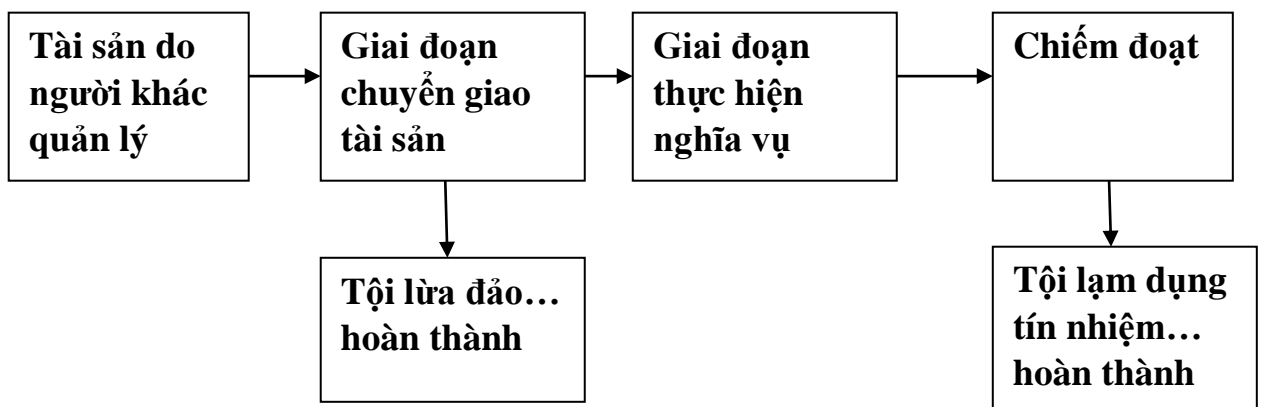 Tài sản do
người khác
quản lý
Giai đoạn
chuyển giao
tài sản
Giai đoạn
thực hiện
nghĩa vụ
Chiếm đoạt
Tội lừa đảo…
hoàn thành
Tội lạm dụng
tín nhiệm…
hoàn thành